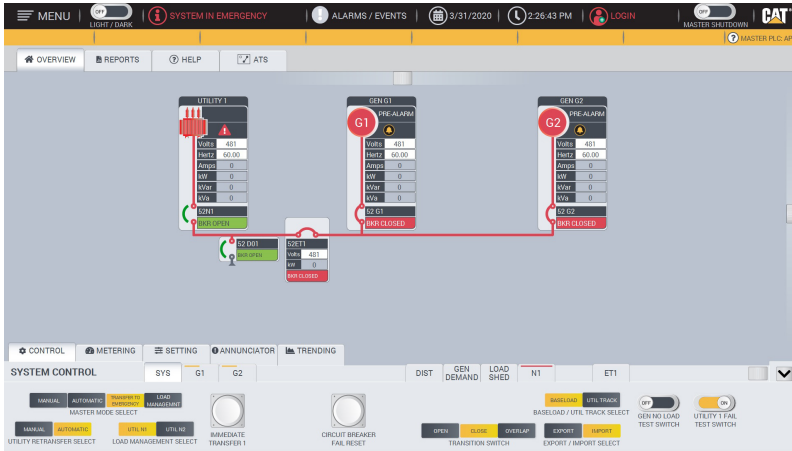 MENU
OFF
LIGHT / DARK
SYSTEM IN EMERGENCY
ALARMS / EVENTS
3/31/2020
2:26:43 PM
LOGIN
OFF
MASTER SHUTDOWN
CAT
MASTER PLC: AP
OVERVIEW
REPORTS
HELP
ATS
UTILITY 1
Volts 481
Hertz 60.00
Amps 0
kW 0
kVar 0
kVa 0
52N1
BKR OPEN
GEN G1
G1
PRE-ALARM
Volts 481
Hertz 60.00
Amps 0
kW 0
kVar 0
kVa 0
52 G1
BKR CLOSED
GEN G2
G2
PRE-ALARM
Volts 481
Hertz 60.00
Amps 0
kW 0
kVar 0
kVa 0
52 G2
BKR CLOSED
52 D01
BKR OPEN
52ET1
Volts 481
kW 0
BKR CLOSED
CONTROL
METERING
SETTING
ANNUNCIATOR
TRENDING
SYSTEM CONTROL
SYS
G1
G2
DIST
GEN DEMAND
LOAD SHED
N1
ET1
MANUAL
AUTOMATIC
TRANSFER TO EMERGENCY
LOAD MANAGEMNT
MASTER MODE SELECT
MANUAL
AUTOMATIC
UTILITY RETRANSFER SELECT
UTIL N1
UTIL N2
LOAD MANAGEMENT SELECT
IMMEDIATE
TRANSFER 1
CIRCUIT BREAKER
FAIL RESET
BASELOAD
UTIL TRACK
BASELOAD / UTIL TRACK SELECT
OPEN
CLOSE
OVERLAP
TRANSITION SWITCH
EXPORT
IMPORT
EXPORT / IMPORT SELECT
OFF
GEN NO LOAD
TEST SWITCH
ON
UTILITY 1 FAIL
TEST SWITCH